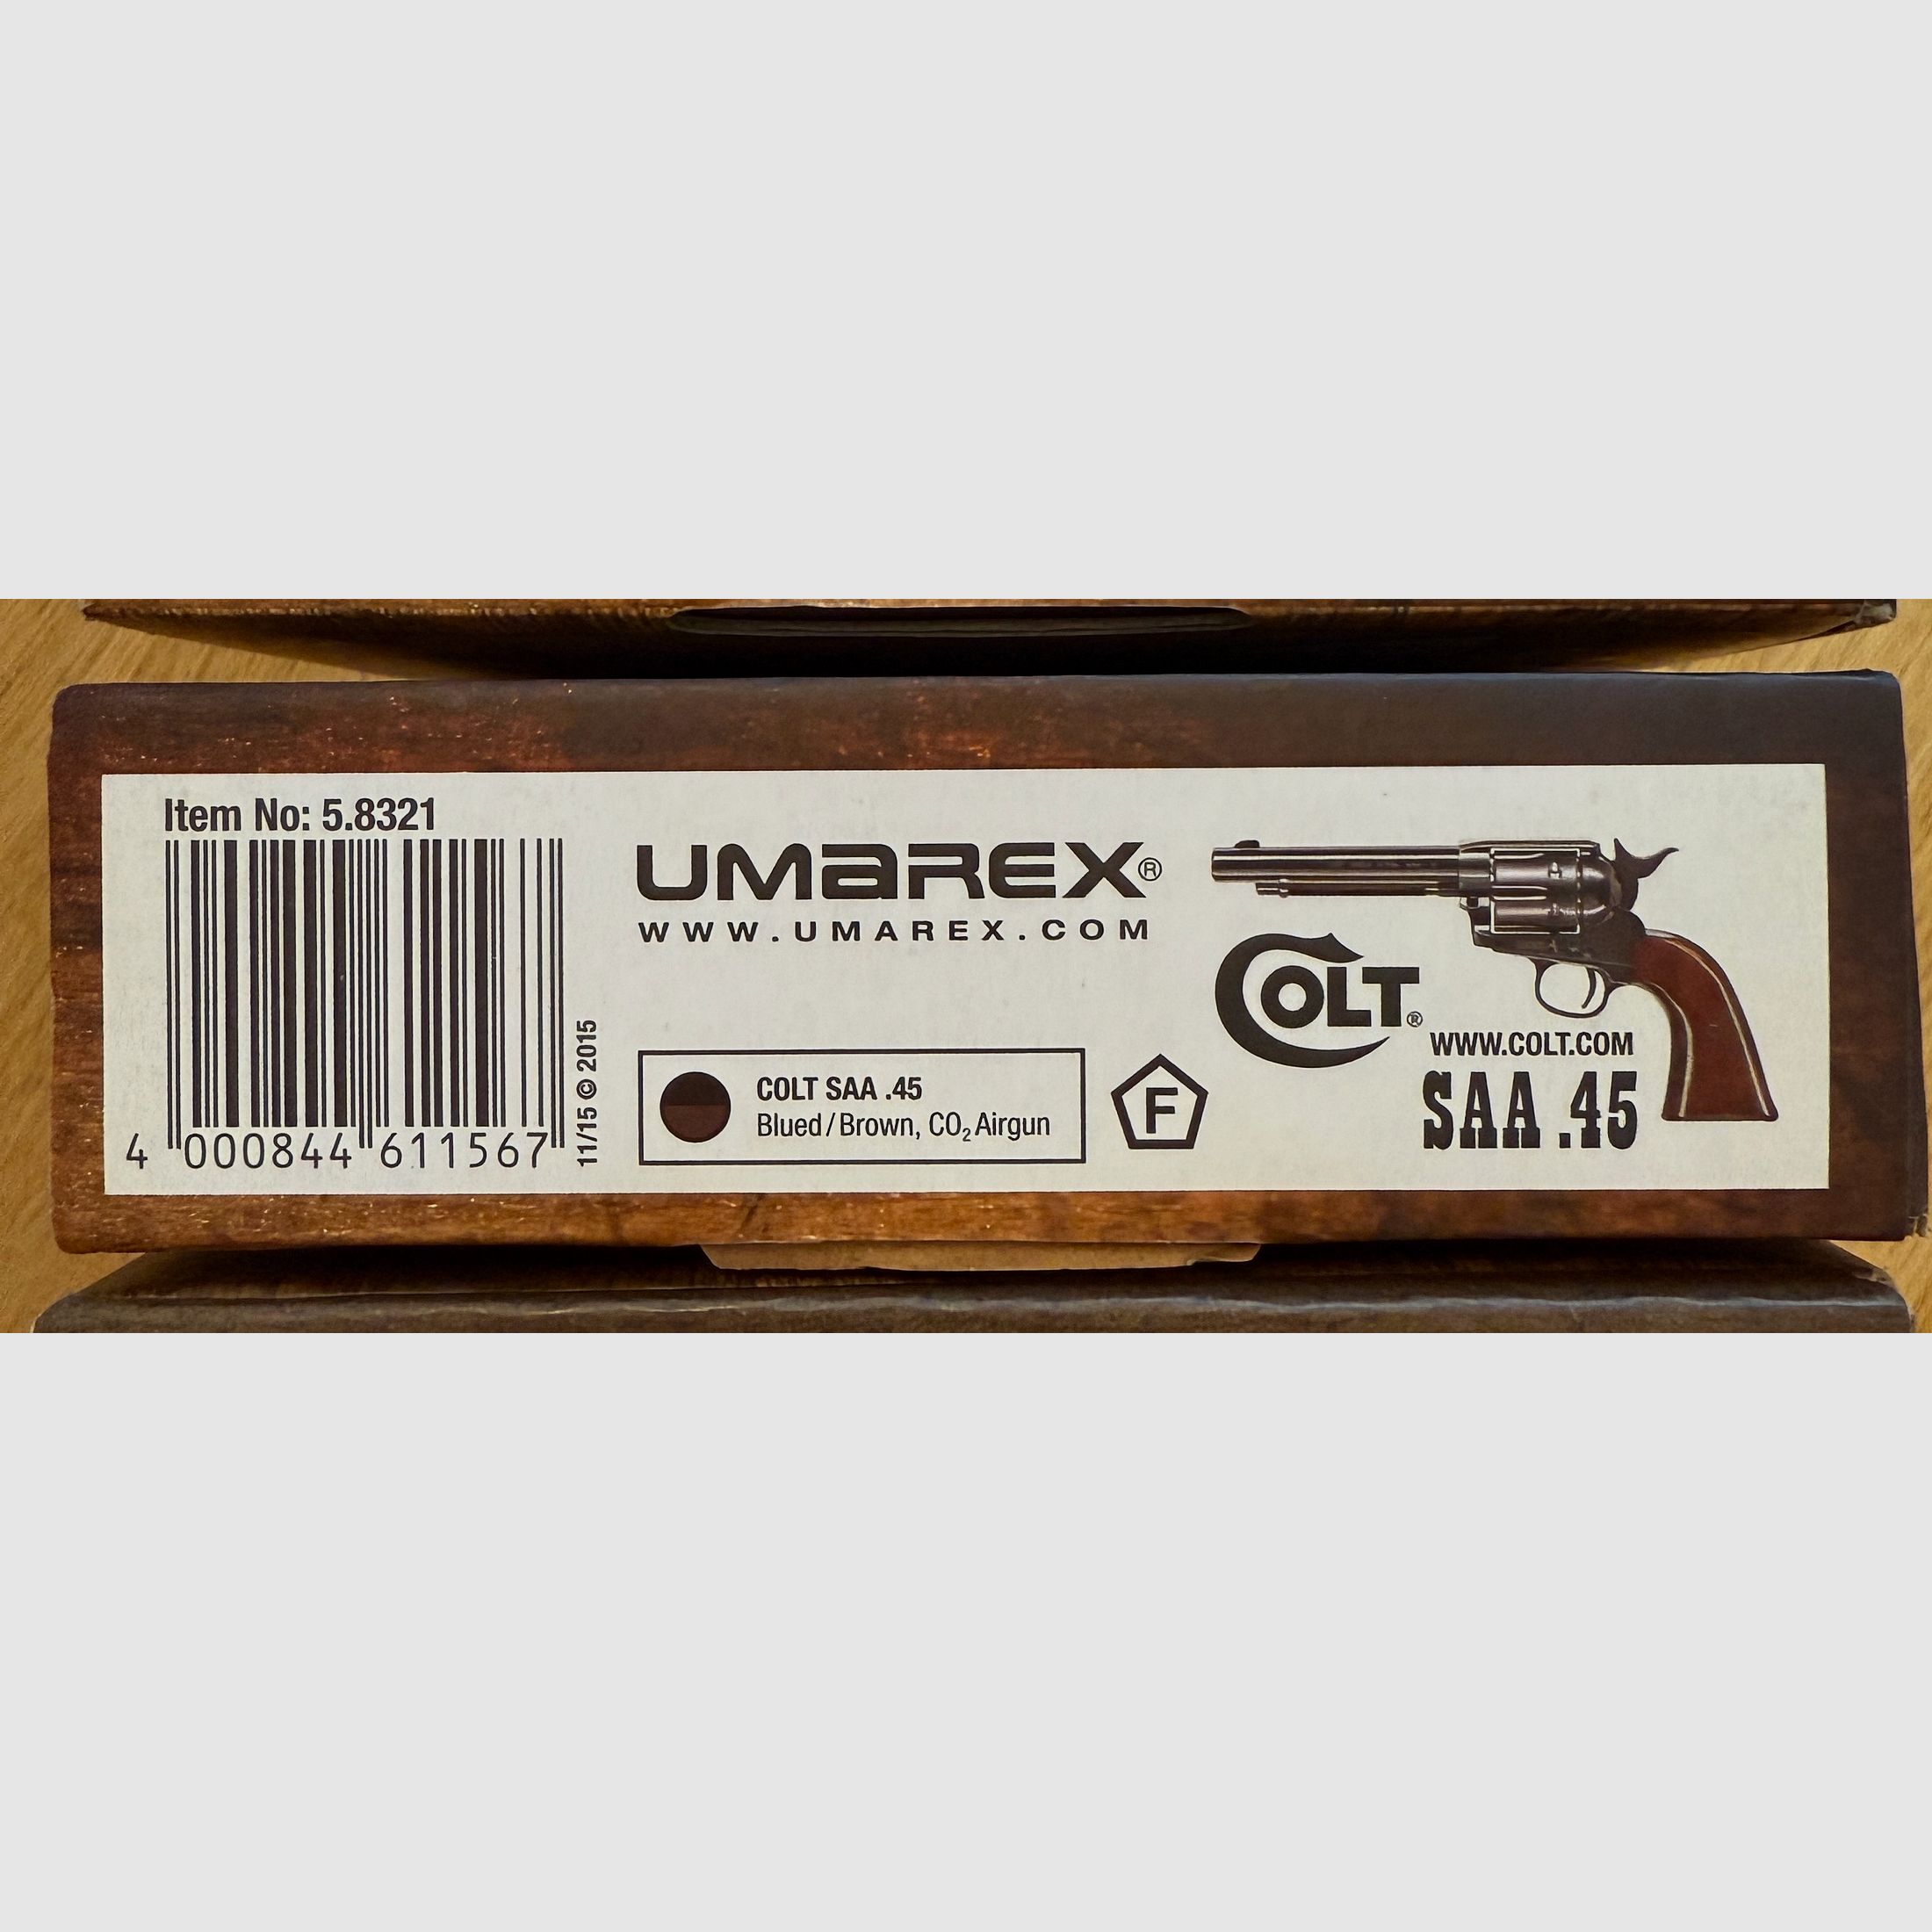 Item No: 5.8321
4 000844 611567
11/15 © 2015
UMAREX®
WWW.UMAREX.COM
COLT SAA .45
Blued/Brown, CO₂ Airgun
F
COLT®
WWW.COLT.COM
SAA .45